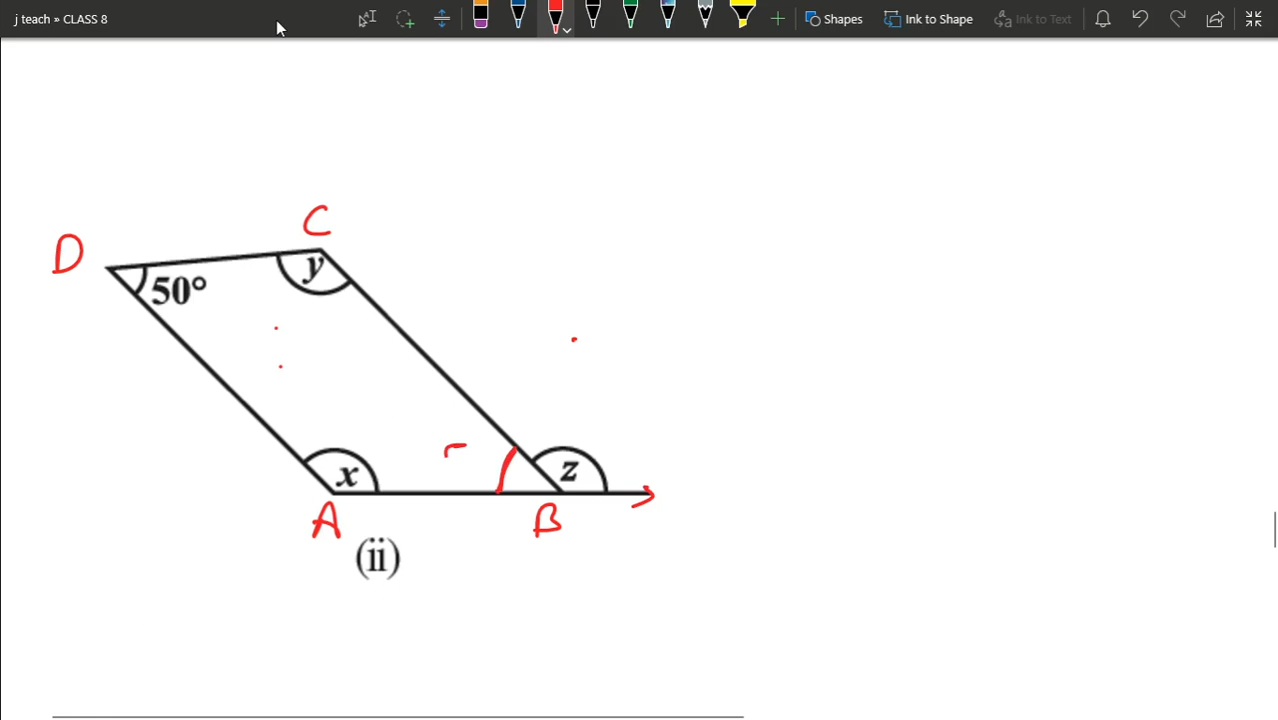 j teach » CLASS 8
Shapes
Ink to Shape
Ink to Text
C
D
y
50°
x
z
A
B
(ii)